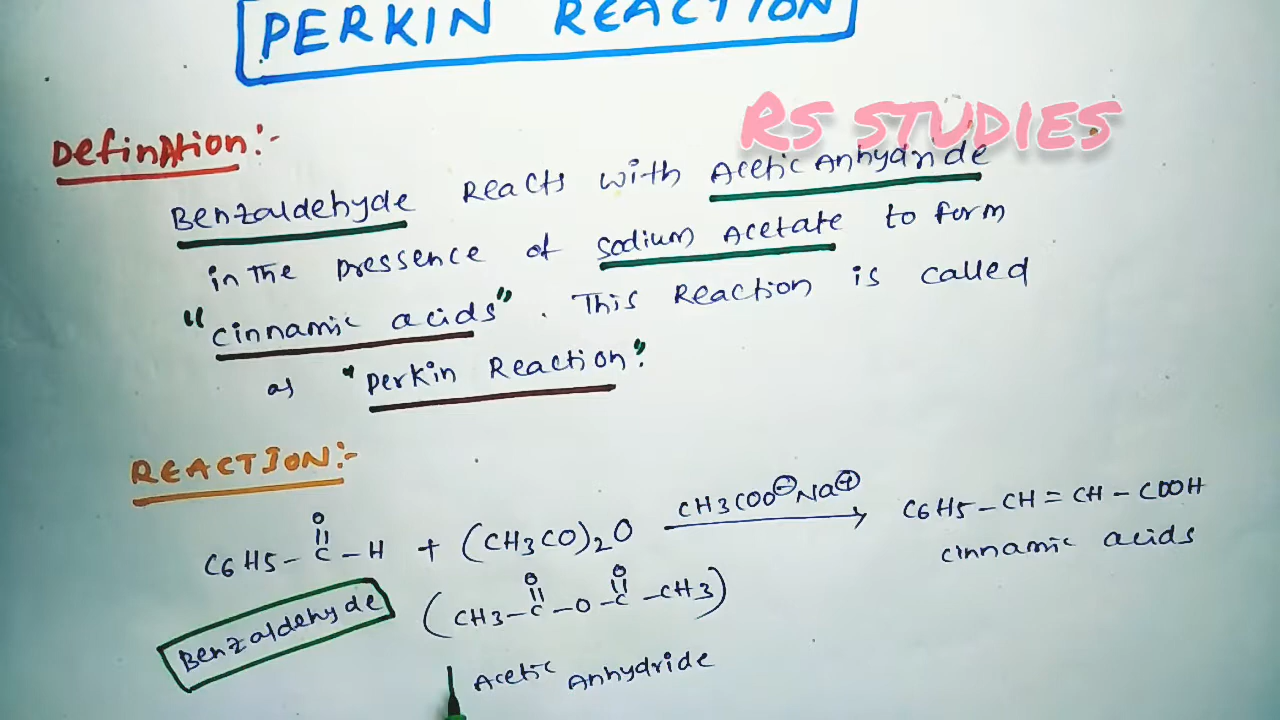 PERKIN REACTION
RS STUDIES
Defination:-
Benzaldehyde Reacts with Acetic Anhydride
in the pressence of sodium Acetate to form
"cinnamic acids". This Reaction is called
as "Perkin Reaction"
REACTION:-
O
C6H5-C-H + (CH3CO)2O CH3COO⊖Na⊕ C6H5-CH=CH-COOH
cinnamic acids
O O
(CH3-C-O-C-CH3)
Benzaldehyde
Acetic Anhydride